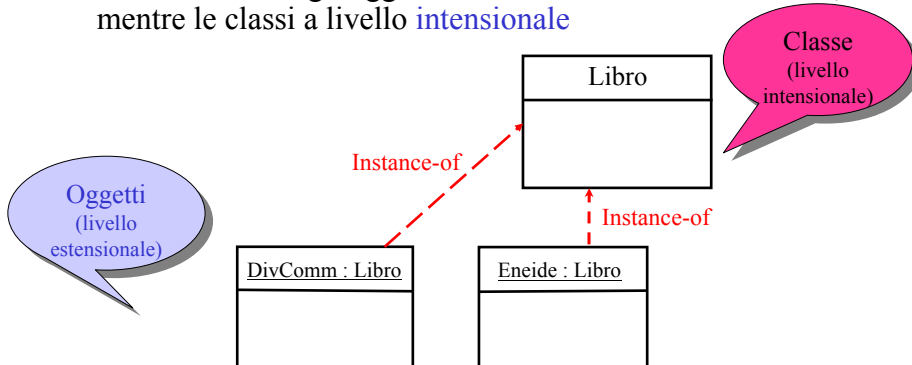 mentre le classi a livello intensionale
Classe
(livello
intensionale)
Libro
Instance-of
Oggetti
(livello
estensionale)
Instance-of
DivComm : Libro
Eneide : Libro